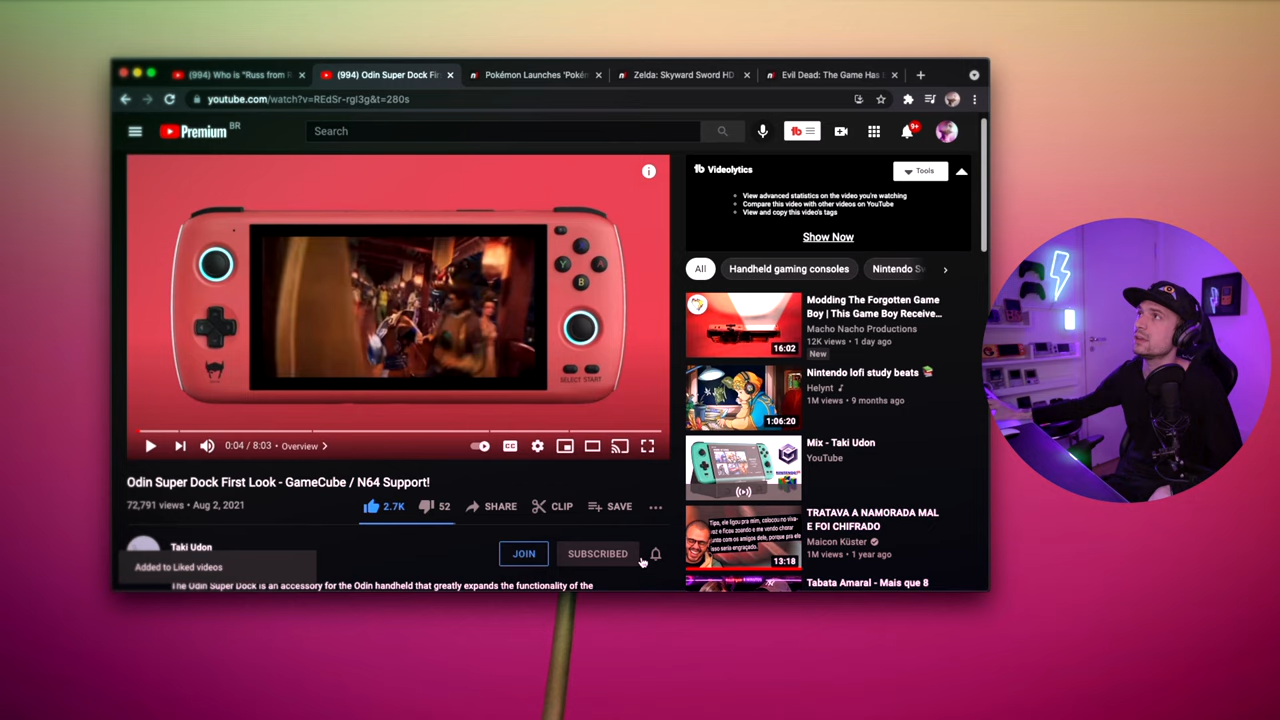 (994) Who is "Russ from R
(994) Odin Super Dock Fir
Pokémon Launches 'Poké
Zelda: Skyward Sword HD
Evil Dead: The Game Has
youtube.com/watch?v=REdSr-rgI3g&t=280s
Premium BR
Search
9+
Videolytics
Tools
View advanced statistics on the video you're watching
Compare this video with other videos on YouTube
View and copy this video's tags
Show Now
All
Handheld gaming consoles
Nintendo Sw
Y
A
B
SELECT START
0:04 / 8:03 • Overview
CC
Modding The Forgotten Game
Boy | This Game Boy Receive...
Macho Nacho Productions
12K views • 1 day ago
New
16:02
Nintendo lofi study beats
Helynt
1M views • 9 months ago
1:06:20
Mix - Taki Udon
YouTube
TRATAVA A NAMORADA MAL
E FOI CHIFRADO
Maicon Küster
1M views • 1 year ago
13:18
Tabata Amaral - Mais que 8
Odin Super Dock First Look - GameCube / N64 Support!
72,791 views • Aug 2, 2021
2.7K
52
SHARE
CLIP
SAVE
Taki Udon
JOIN
SUBSCRIBED
Added to Liked videos
The Odin Super Dock is an accessory for the Odin handheld that greatly expands the functionality of the